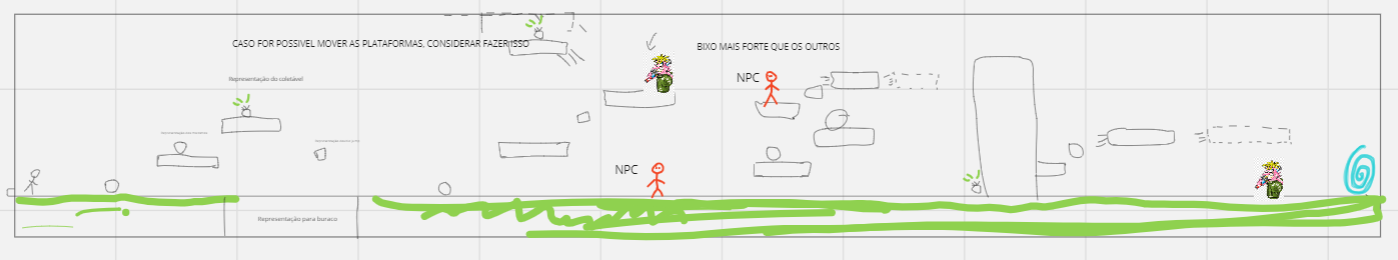 CASO FOR POSSIVEL MOVER AS PLATAFORMAS, CONSIDERAR FAZER ISSO
BIXO MAIS FORTE QUE OS OUTROS
Representação do coletável
NPC
NPC
Representação para buraco